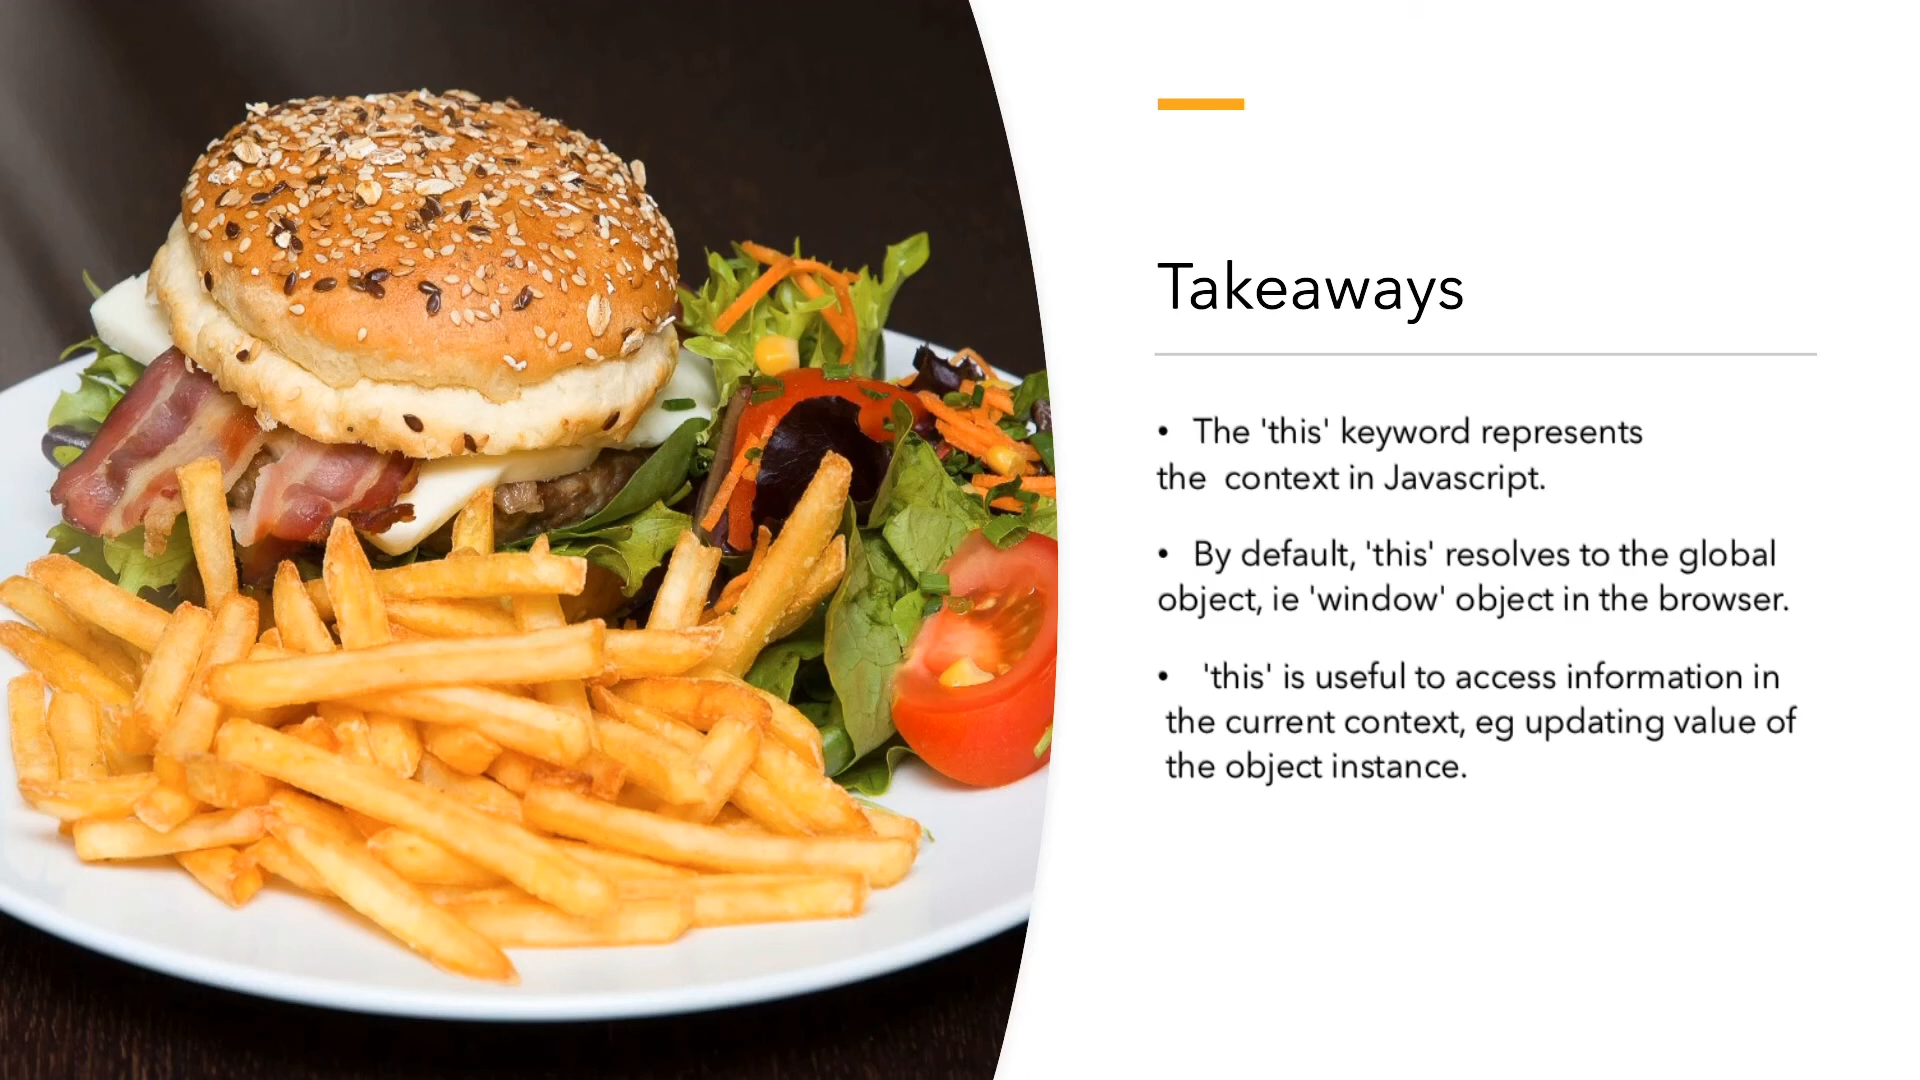 Takeaways
• The 'this' keyword represents
the context in Javascript.
• By default, 'this' resolves to the global
object, ie 'window' object in the browser.
• 'this' is useful to access information in
the current context, eg updating value of
the object instance.